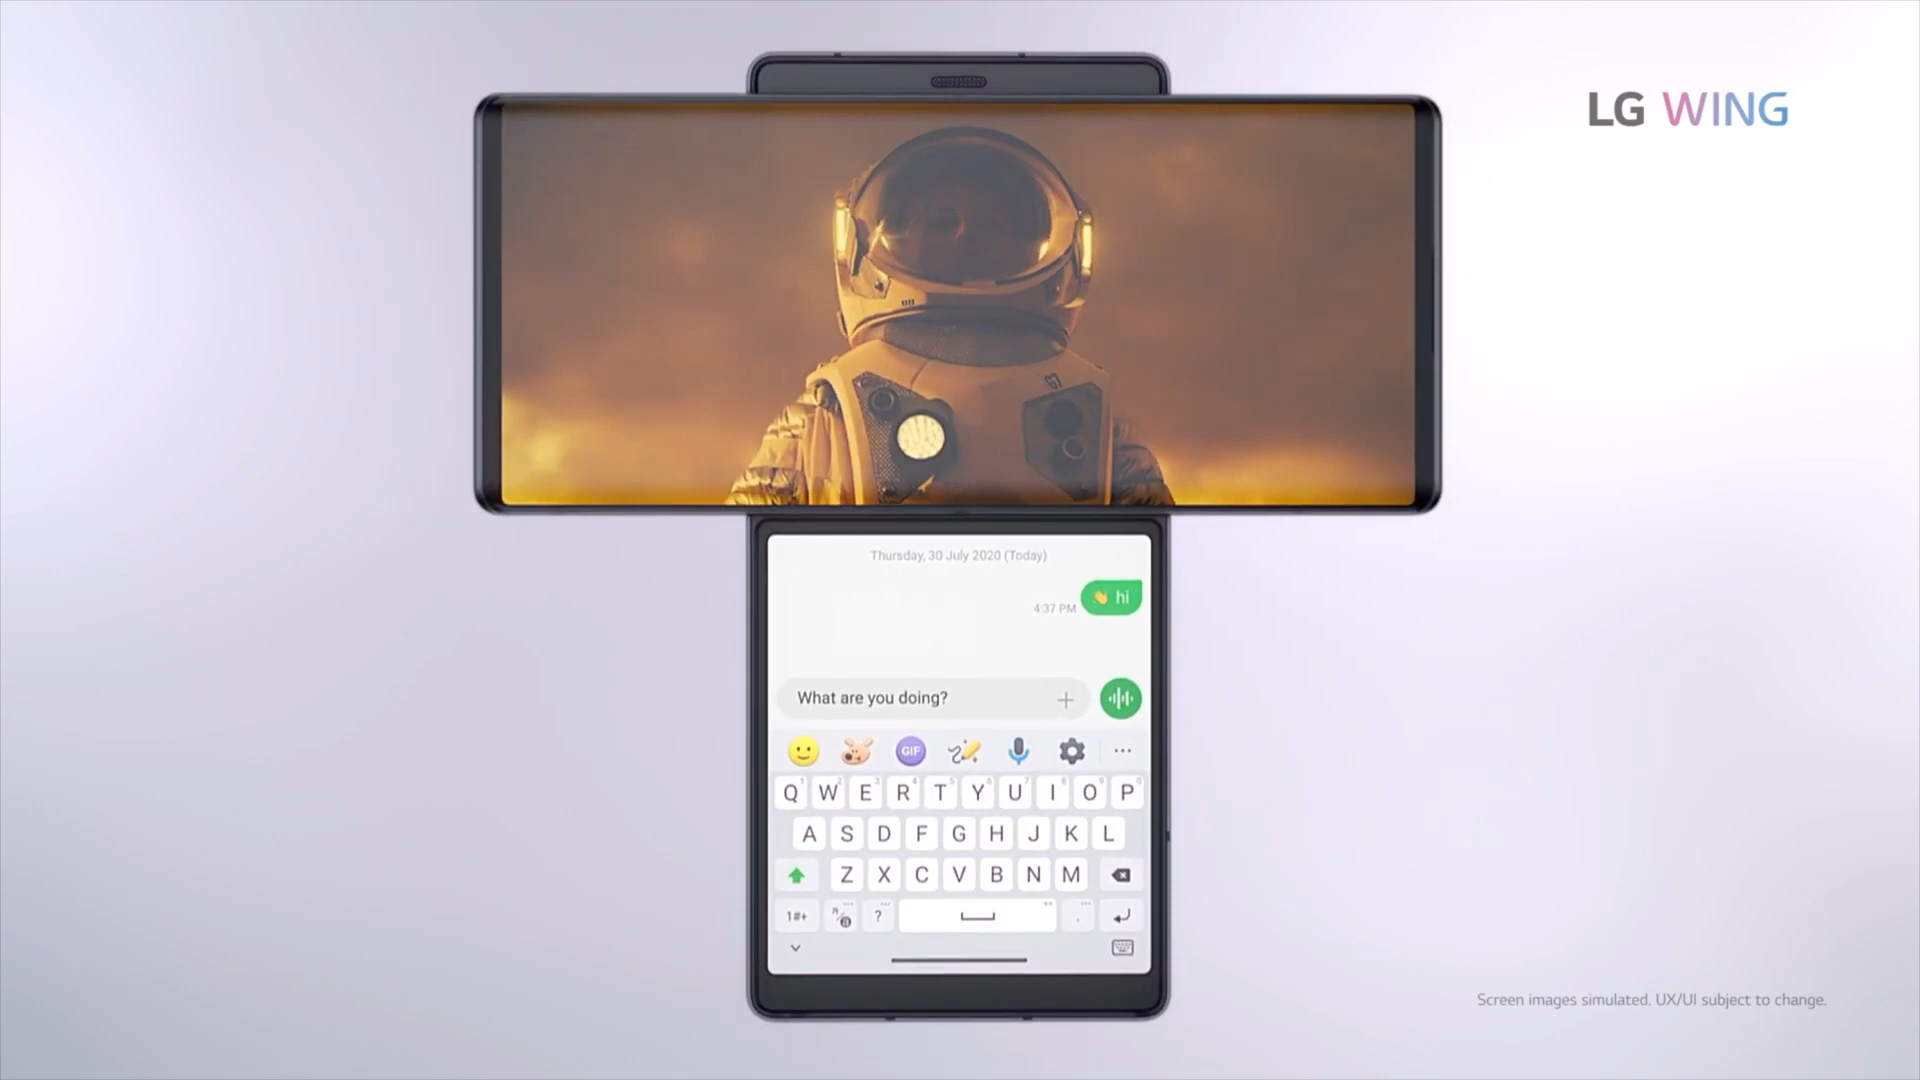 LG WING
Thursday, 30 July 2020 (Today)
👋 hi
4:37 PM
What are you doing?
GIF
Q W E R T Y U I O P
A S D F G H J K L
Z X C V B N M
1#+ ? .
Screen images simulated. UX/UI subject to change.